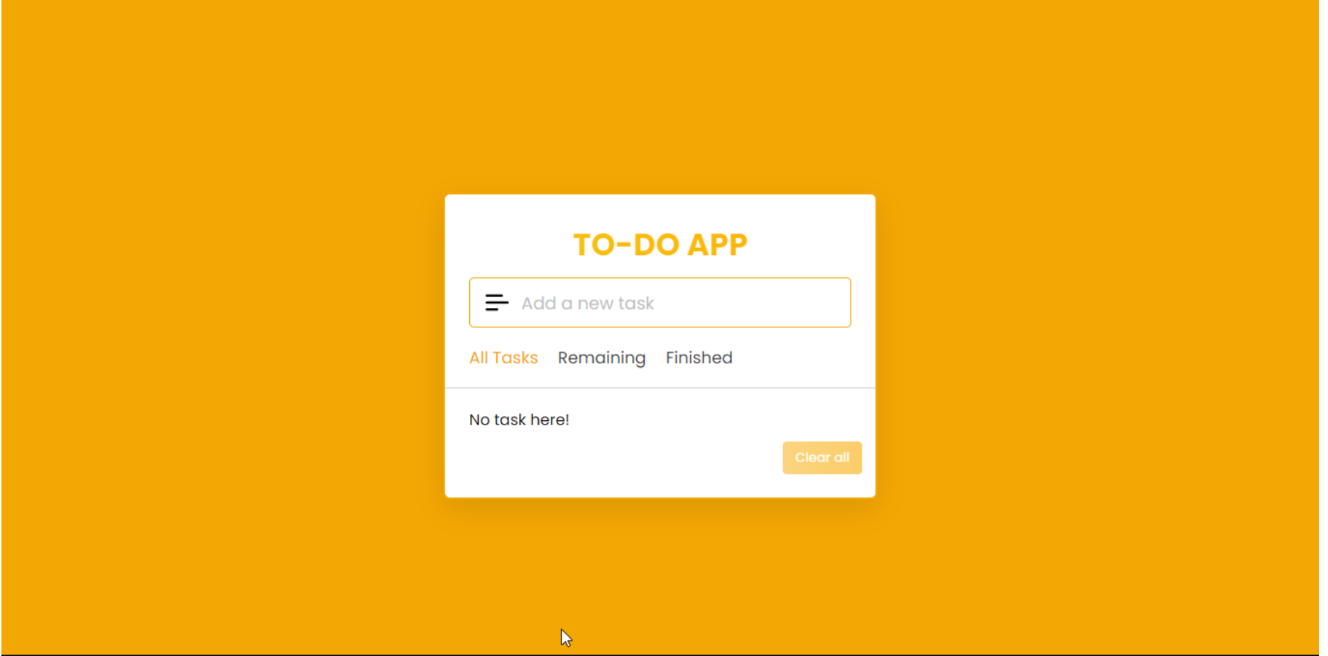 TO-DO APP
Add a new task
All Tasks Remaining Finished
No task here!
Clear all